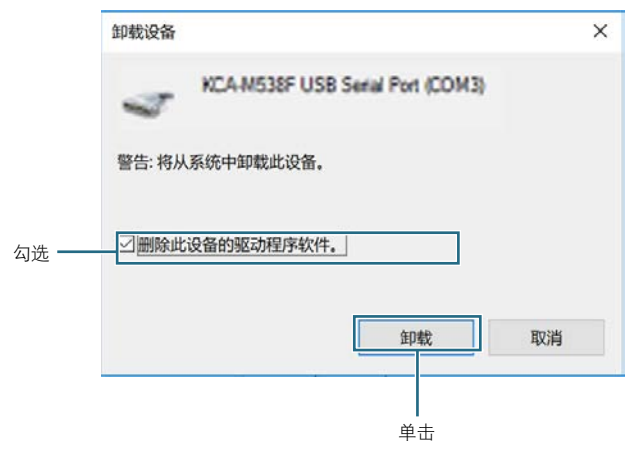 卸载设备
KCA-M538F USB Serial Port (COM3)
警告: 将从系统中卸载此设备。
勾选
删除此设备的驱动程序软件。
卸载
取消
单击